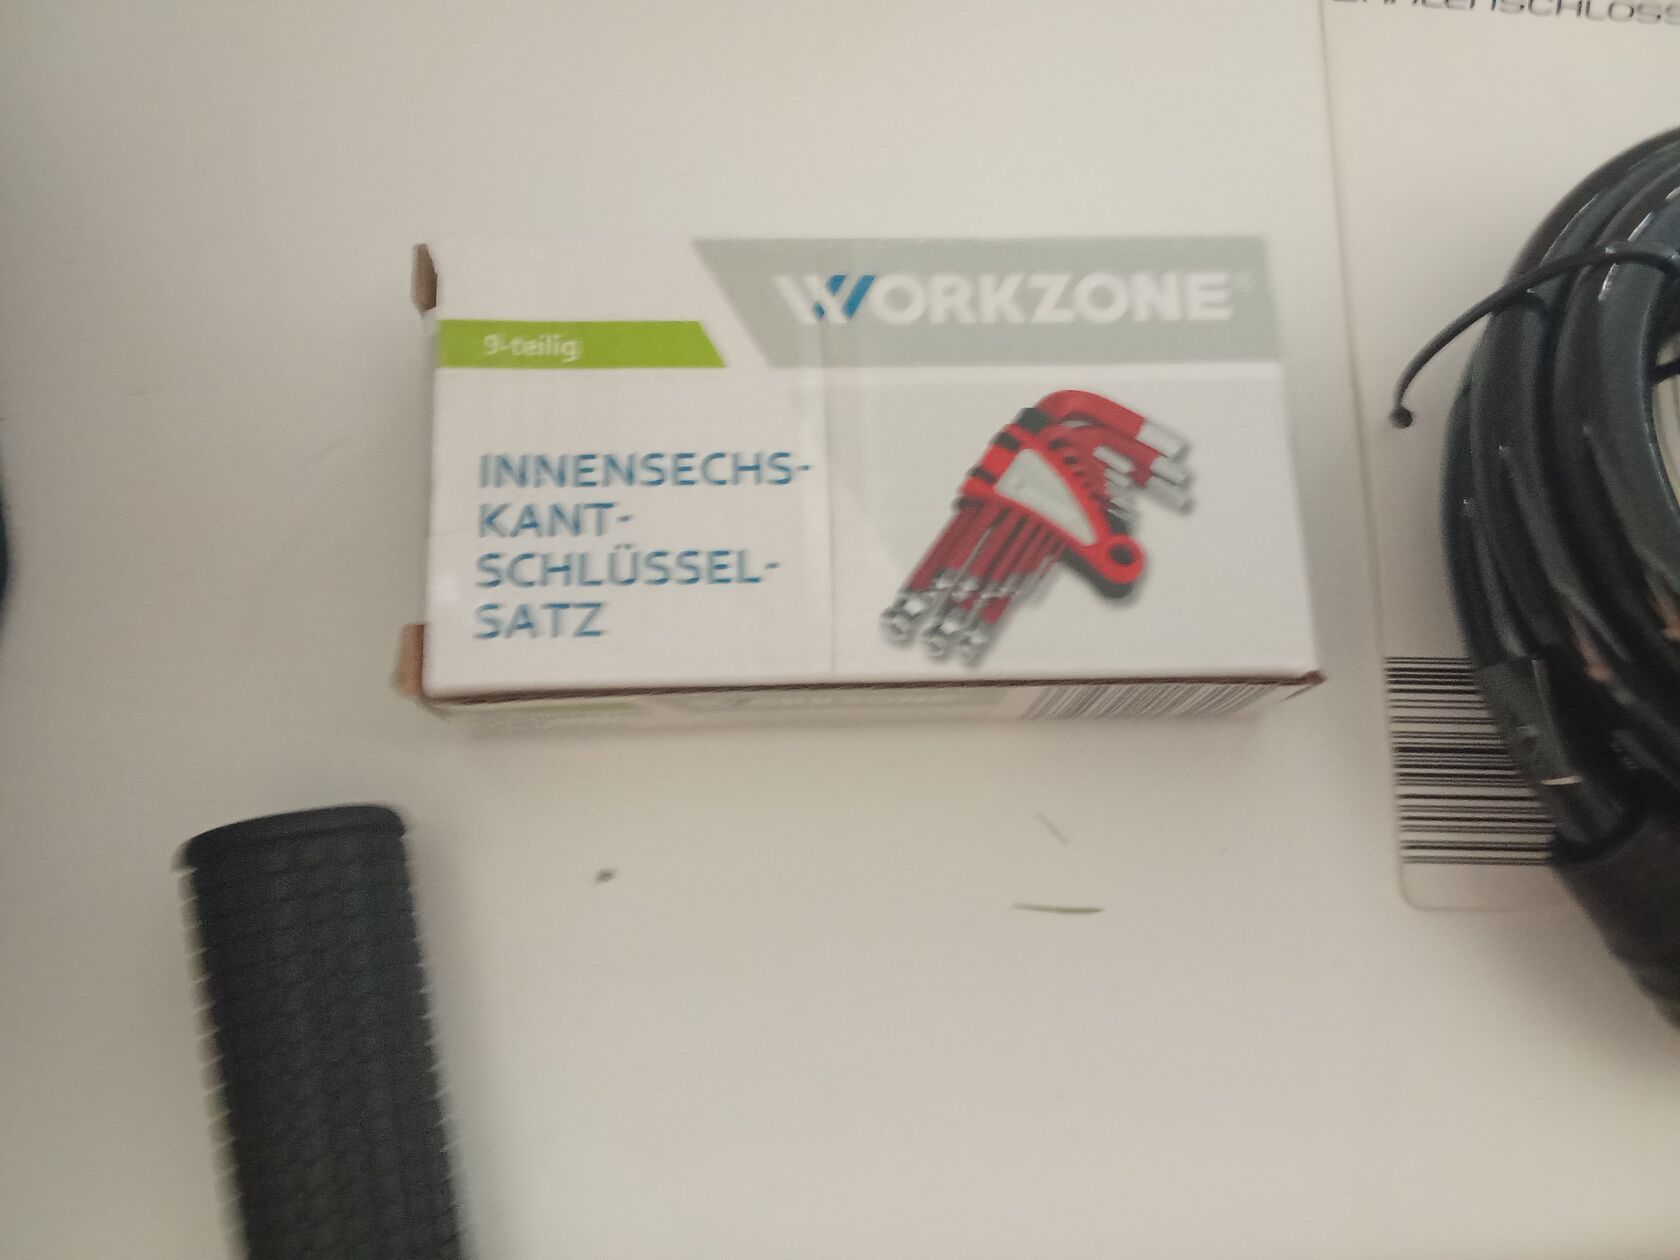 WORKZONE®
9-teilig
INNENSECHS-
KANT-
SCHLÜSSEL-
SATZ